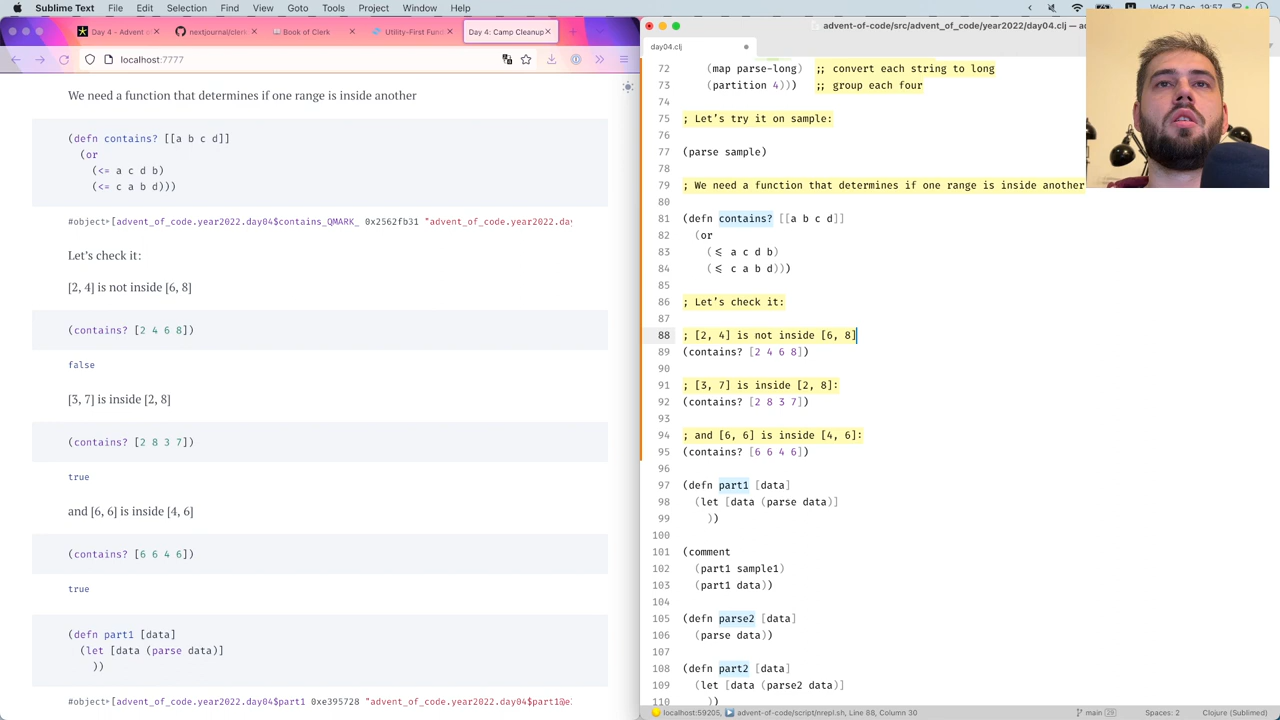 Sublime Text File Edit Selection Find View Goto Tools Project Window Help
Wed 7 Dec 19:57
Day 4 - Advent o
nextjournal/clerk
Book of Clerk
Utility-First Fund
Day 4: Camp Cleanup
localhost:7777
We need a function that determines if one range is inside another
(defn contains? [[a b c d]]
(or
(<= a c d b)
(<= c a b d)))
#object▸[advent_of_code.year2022.day04$contains_QMARK_ 0x2562fb31 "advent_of_code.year2022.day
Let's check it:
[2, 4] is not inside [6, 8]
(contains? [2 4 6 8])
false
[3, 7] is inside [2, 8]
(contains? [2 8 3 7])
true
and [6, 6] is inside [4, 6]
(contains? [6 6 4 6])
true
(defn part1 [data]
(let [data (parse data)]
))
#object▸[advent_of_code.year2022.day04$part1 0xe395728 "advent_of_code.year2022.day04$part1@e
advent-of-code/src/advent_of_code/year2022/day04.clj — a
day04.clj
72 (map parse-long) ;; convert each string to long
73 (partition 4))) ;; group each four
74
75 ; Let's try it on sample:
76
77 (parse sample)
78
79 ; We need a function that determines if one range is inside another
80
81 (defn contains? [[a b c d]]
82 (or
83 (<= a c d b)
84 (<= c a b d)))
85
86 ; Let's check it:
87
88 ; [2, 4] is not inside [6, 8]
89 (contains? [2 4 6 8])
90
91 ; [3, 7] is inside [2, 8]:
92 (contains? [2 8 3 7])
93
94 ; and [6, 6] is inside [4, 6]:
95 (contains? [6 6 4 6])
96
97 (defn part1 [data]
98 (let [data (parse data)]
99 ))
100
101 (comment
102 (part1 sample1)
103 (part1 data))
104
105 (defn parse2 [data]
106 (parse data))
107
108 (defn part2 [data]
109 (let [data (parse2 data)]
110 ))
localhost:59205, advent-of-code/script/nrepl.sh, Line 88, Column 30
main 25
Spaces: 2
Clojure (Sublimed)